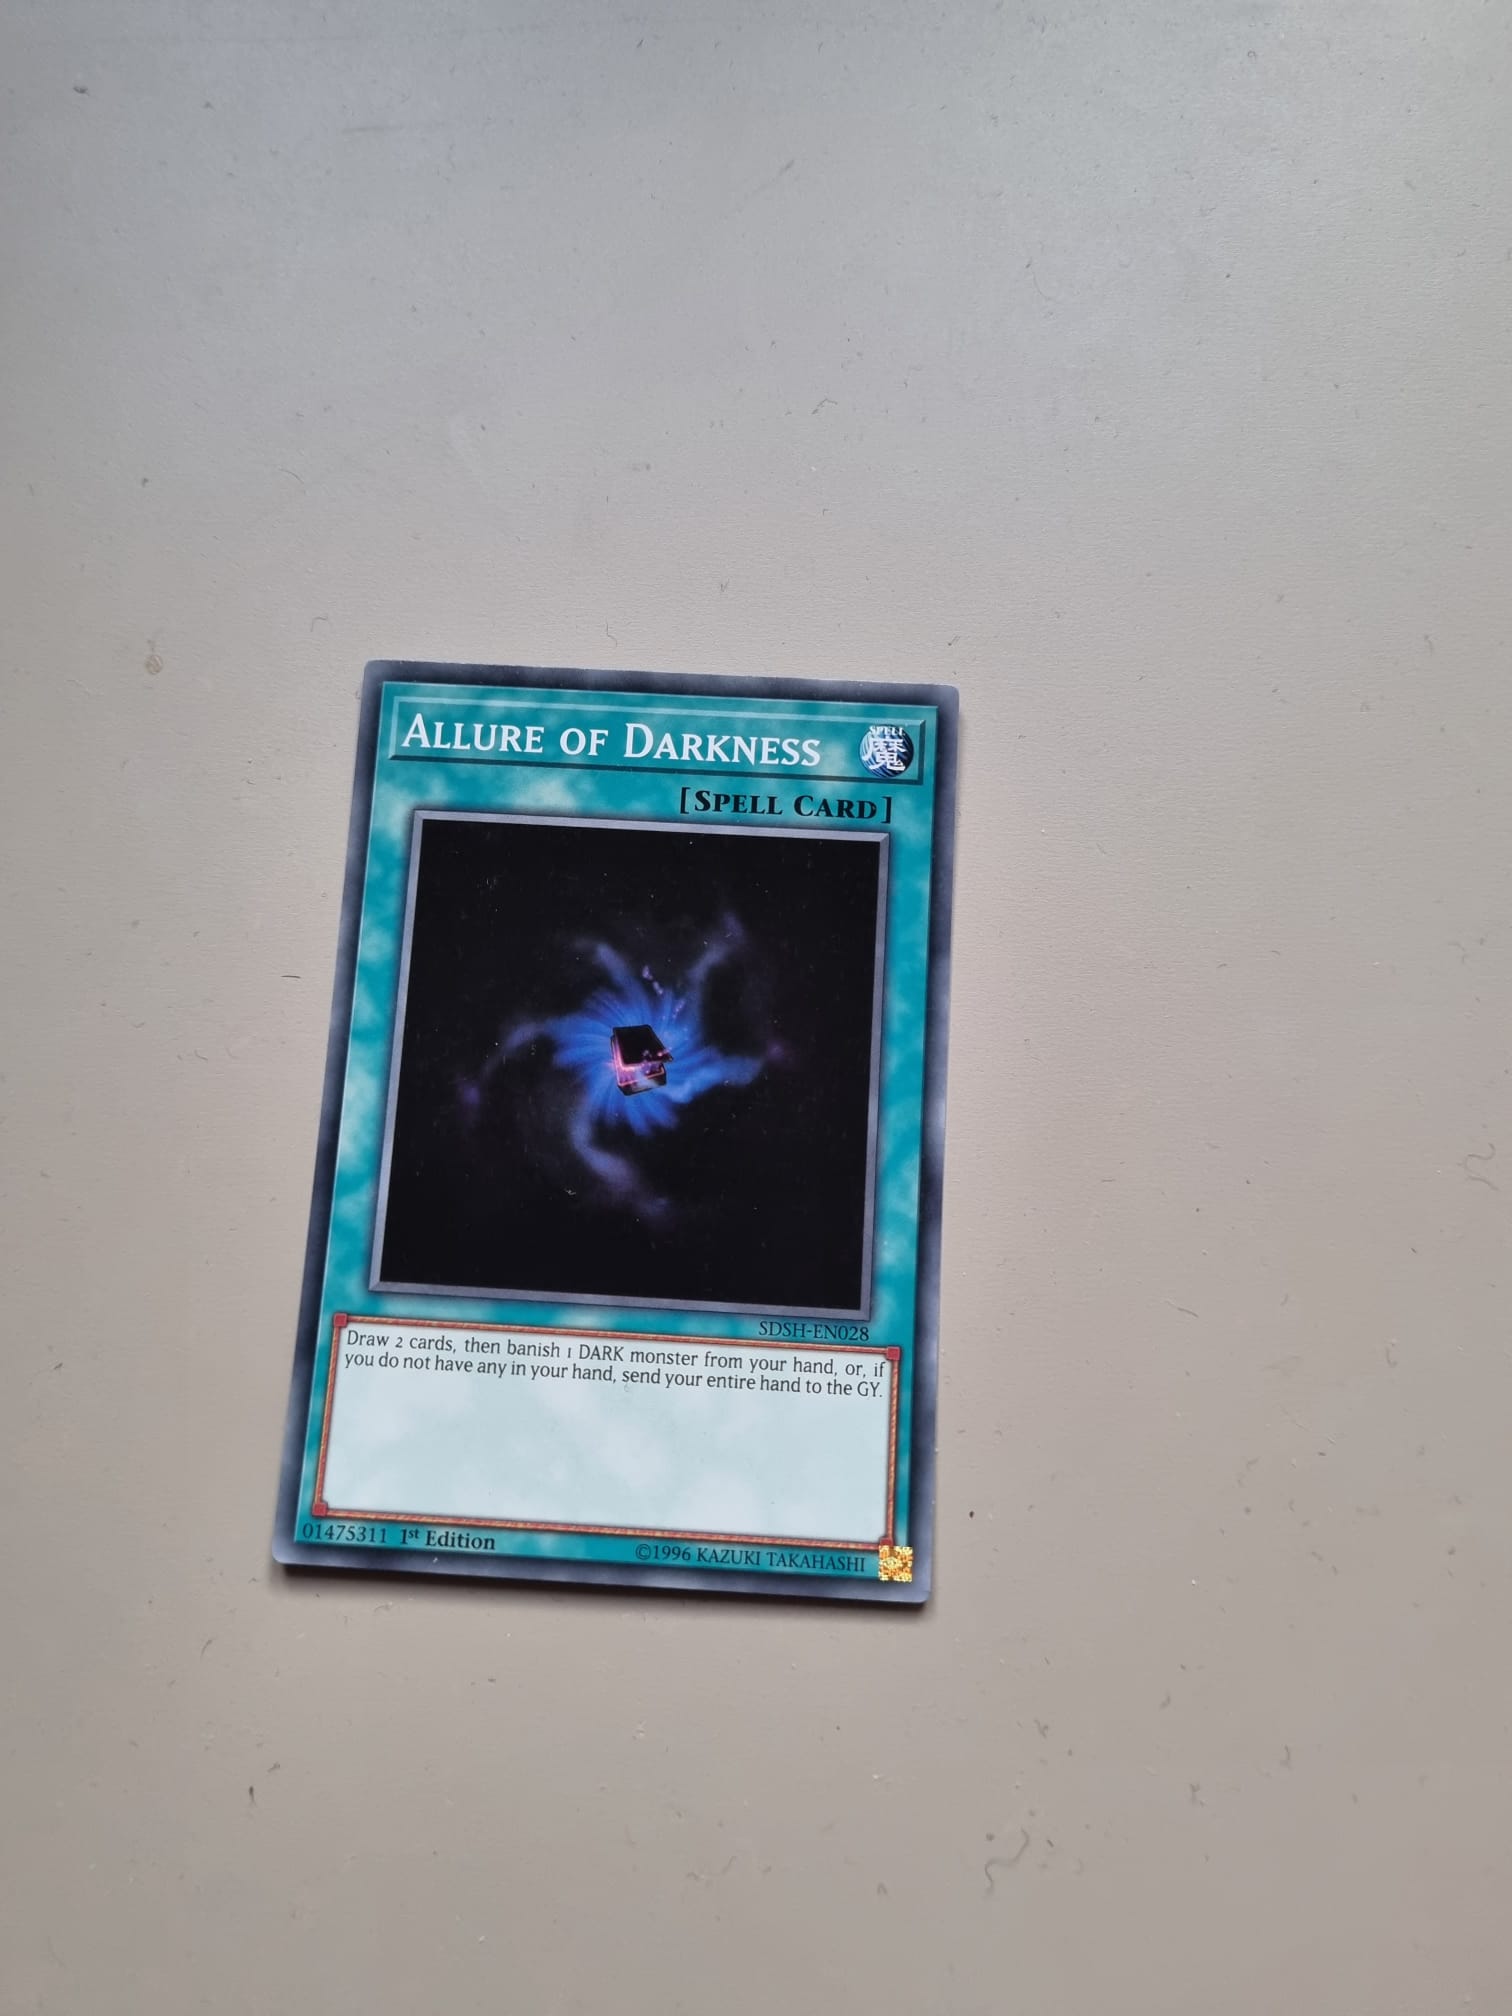 Allure of Darkness
SPELL
魔
[Spell Card]
SDSH-EN028
Draw 2 cards, then banish 1 DARK monster from your hand, or, if
you do not have any in your hand, send your entire hand to the GY.
01475311 1st Edition
©1996 KAZUKI TAKAHASHI